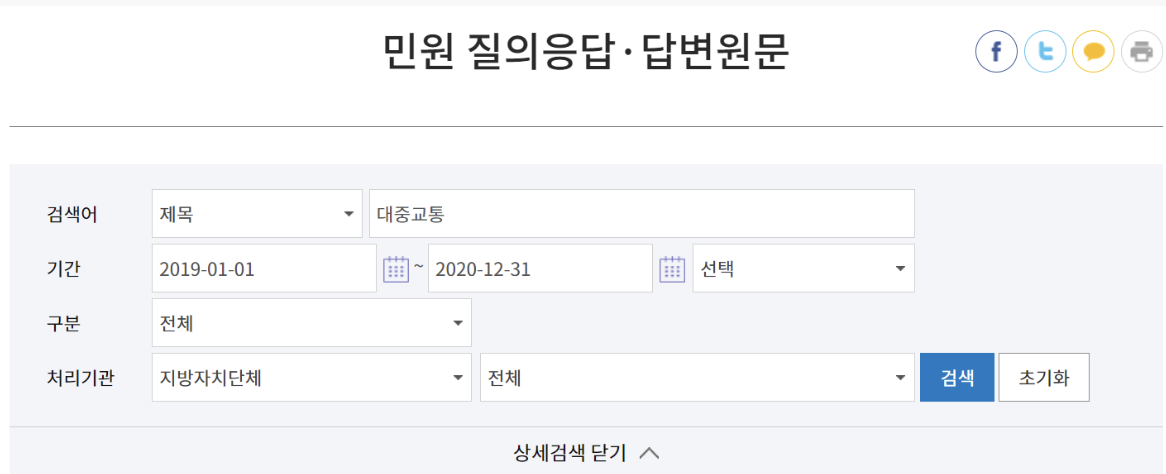 민원 질의응답·답변원문
검색어 제목 대중교통
기간 2019-01-01 ~ 2020-12-31 선택
구분 전체
처리기관 지방자치단체 전체 검색 초기화
상세검색 닫기